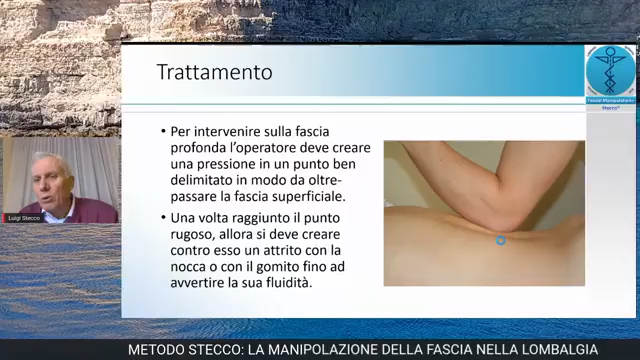 Trattamento
• Per intervenire sulla fascia
profonda l'operatore deve creare
una pressione in un punto ben
delimitato in modo da oltre-
passare la fascia superficiale.
• Una volta raggiunto il punto
rugoso, allora si deve creare
contro esso un attrito con la
nocca o con il gomito fino ad
avvertire la sua fluidità.
Fascial Manipulation®
Stecco®
Luigi Stecco
METODO STECCO: LA MANIPOLAZIONE DELLA FASCIA NELLA LOMBALGIA